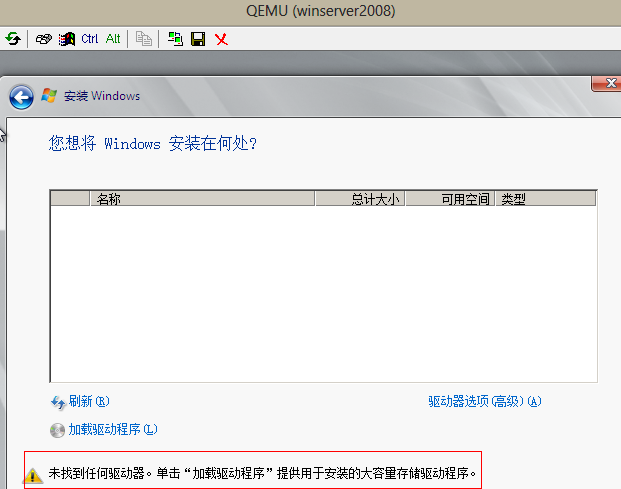 QEMU (winserver2008)
Ctrl Alt
安装 Windows
您想将 Windows 安装在何处?
名称 总计大小 可用空间 类型
刷新(R) 驱动器选项(高级)(A)
加载驱动程序(L)
未找到任何驱动器。单击“加载驱动程序”提供用于安装的大容量存储驱动程序。